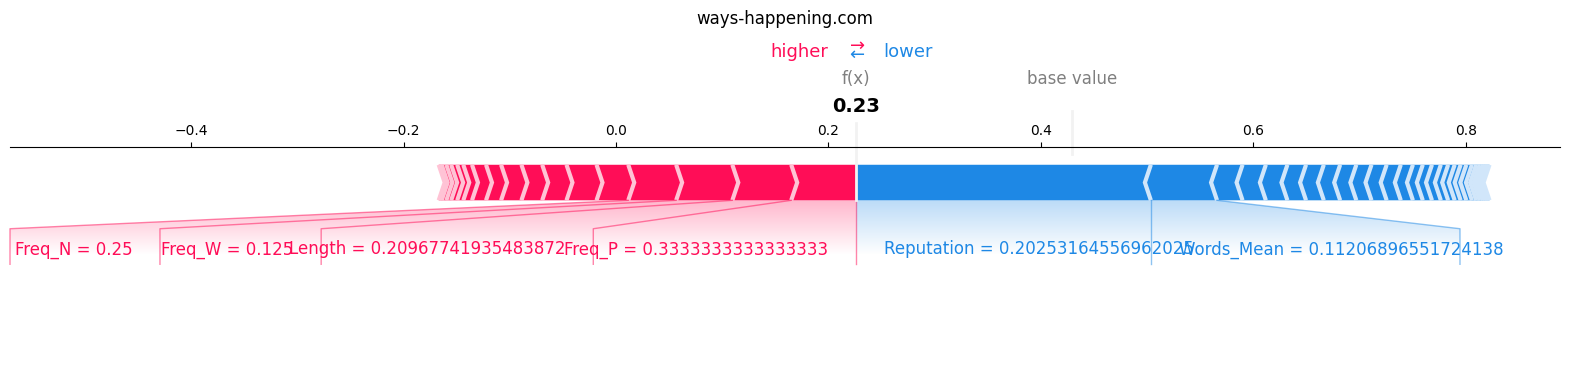 ways-happening.com
higher ⇄ lower
f(x) base value
0.23
−0.4 −0.2 0.0 0.2 0.4 0.6 0.8
Freq_N = 0.25 Freq_W = 0.125 Length = 0.20967741935483872 Freq_P = 0.3333333333333333 Reputation = 0.20253164556962025 Words_Mean = 0.11206896551724138